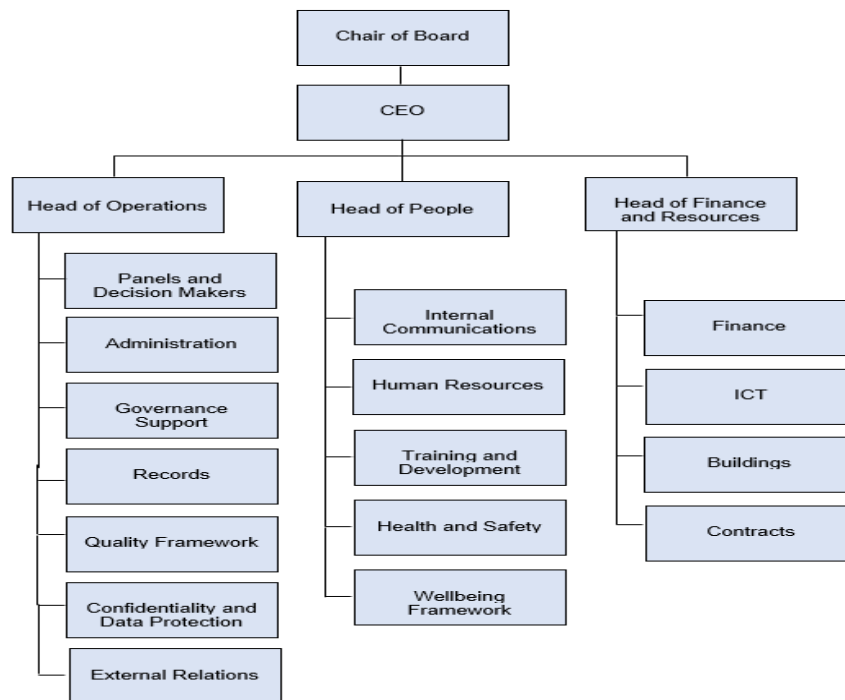 Chair of Board
CEO
Head of Operations
Head of People
Head of Finance
and Resources
Panels and
Decision Makers
Administration
Governance
Support
Records
Quality Framework
Confidentiality and
Data Protection
External Relations
Internal
Communications
Human Resources
Training and
Development
Health and Safety
Wellbeing
Framework
Finance
ICT
Buildings
Contracts